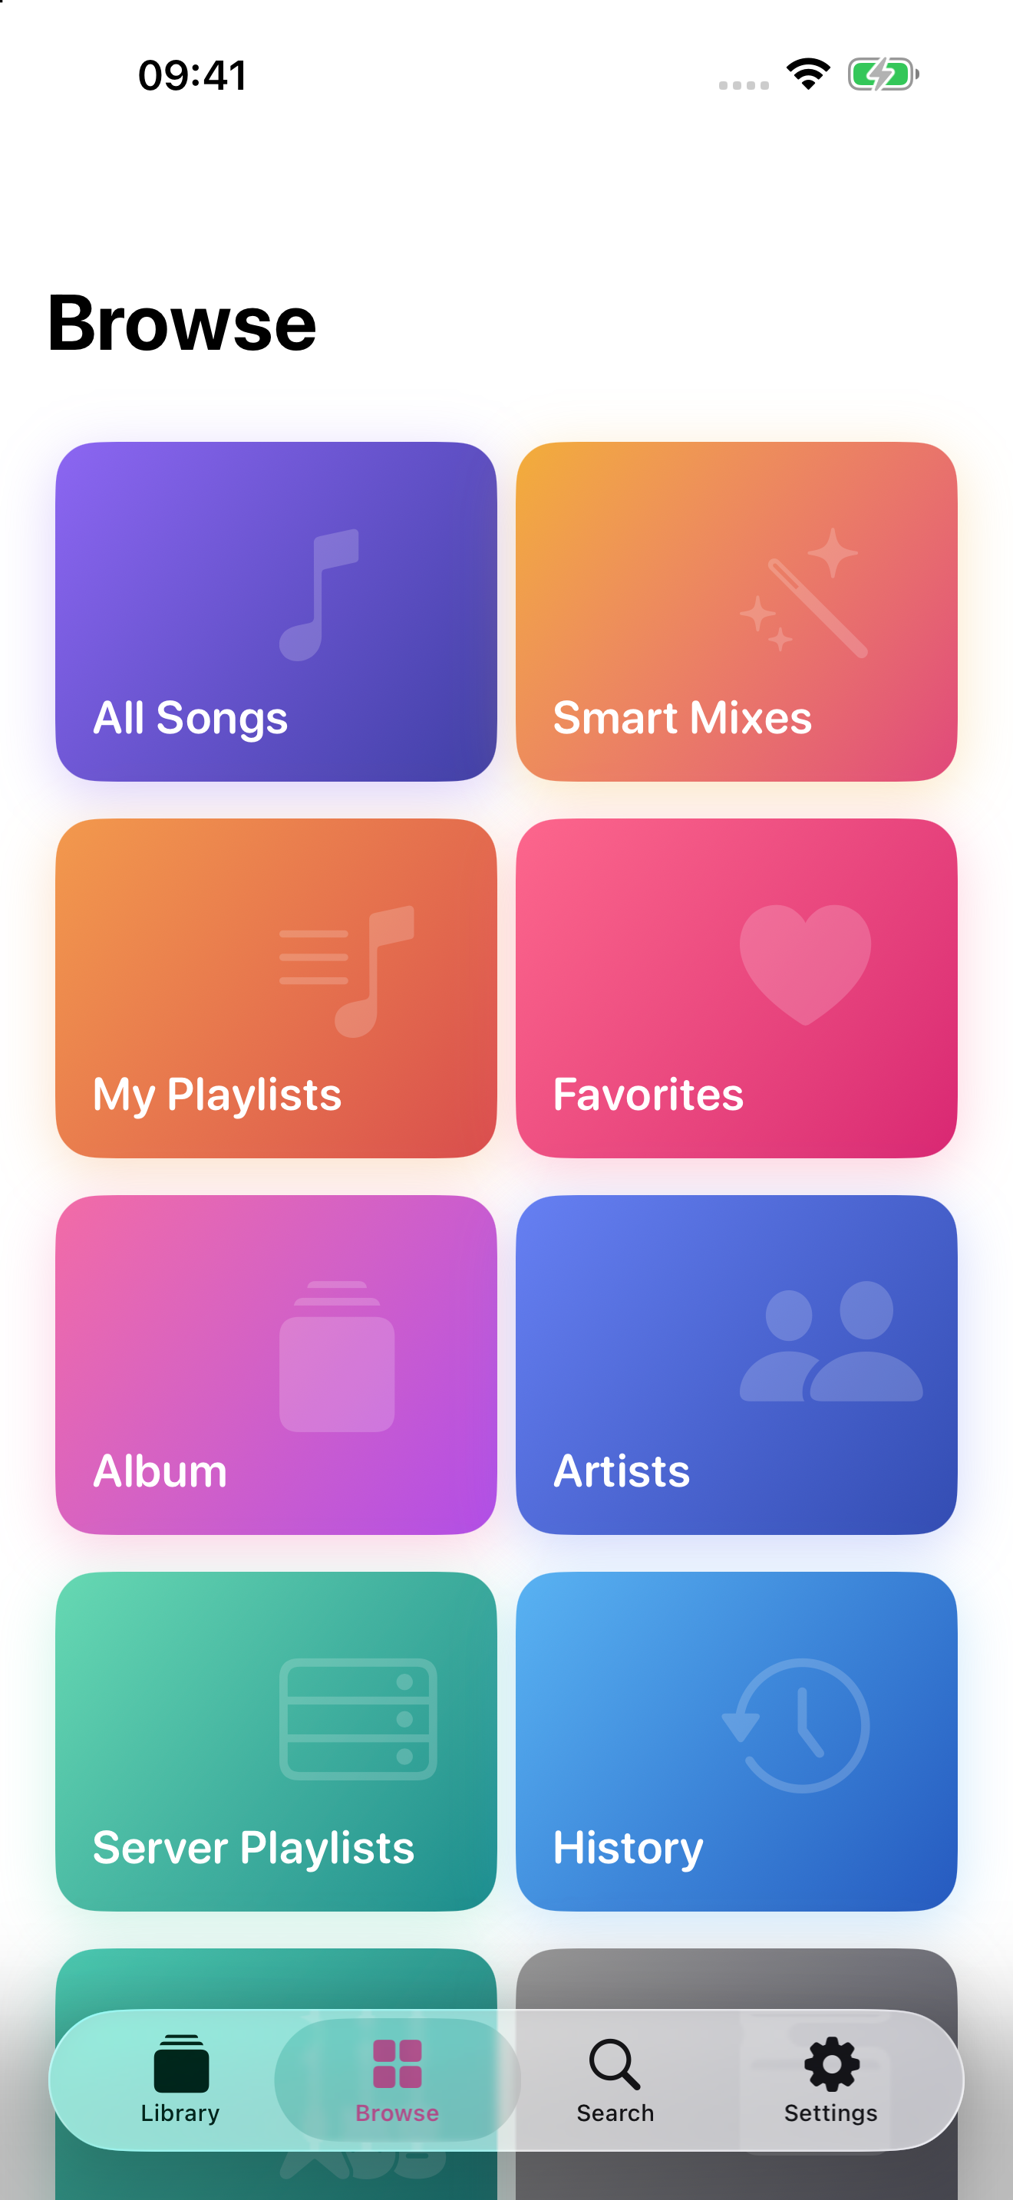 09:41
Browse
All Songs
Smart Mixes
My Playlists
Favorites
Album
Artists
Server Playlists
History
Library
Browse
Search
Settings